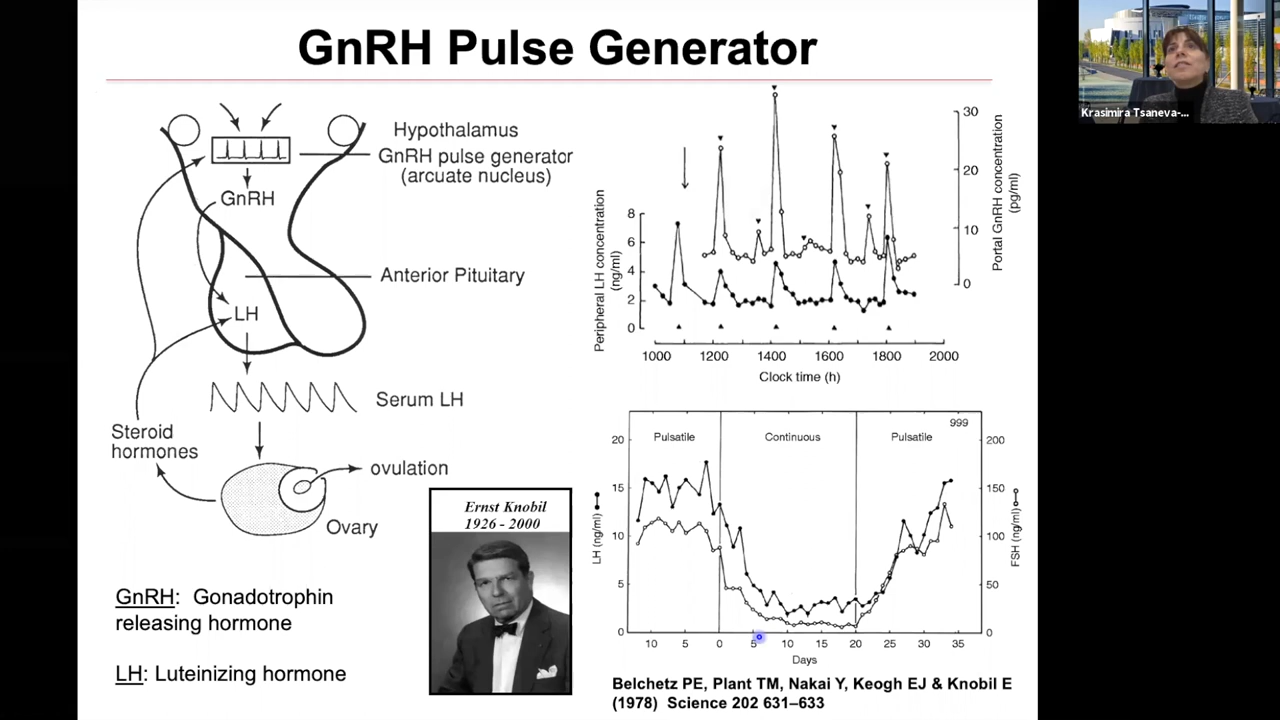 GnRH Pulse Generator
Krasimira Tsaneva-...
Hypothalamus
GnRH pulse generator
(arcuate nucleus)
GnRH
Anterior Pituitary
LH
Serum LH
Steroid
hormones
ovulation
Ovary
GnRH: Gonadotrophin
releasing hormone
LH: Luteinizing hormone
Ernst Knobil
1926 - 2000
Peripheral LH concentration
(ng/ml)
8
6
4
2
0
30
20
10
0
Portal GnRH concentration
(pg/ml)
1000 1200 1400 1600 1800 2000
Clock time (h)
999
Pulsatile Continuous Pulsatile
LH (ng/ml)
20
15
10
5
0
200
150
100
50
0
FSH (ng/ml)
10 5 0 5 10 15 20 25 30 35
Days
Belchetz PE, Plant TM, Nakai Y, Keogh EJ & Knobil E
(1978) Science 202 631–633